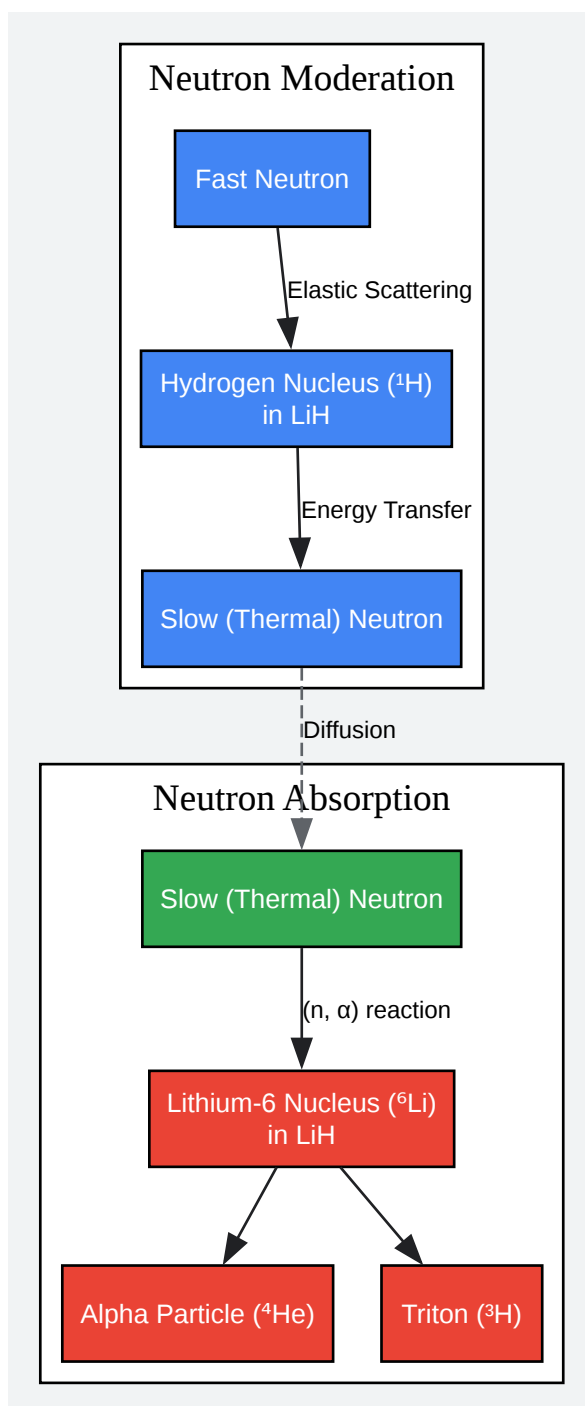 Neutron Moderation
Fast Neutron
Elastic Scattering
Hydrogen Nucleus (¹H)
in LiH
Energy Transfer
Slow (Thermal) Neutron
Diffusion
Neutron Absorption
Slow (Thermal) Neutron
(n, α) reaction
Lithium-6 Nucleus (⁶Li)
in LiH
Alpha Particle (⁴He)
Triton (³H)